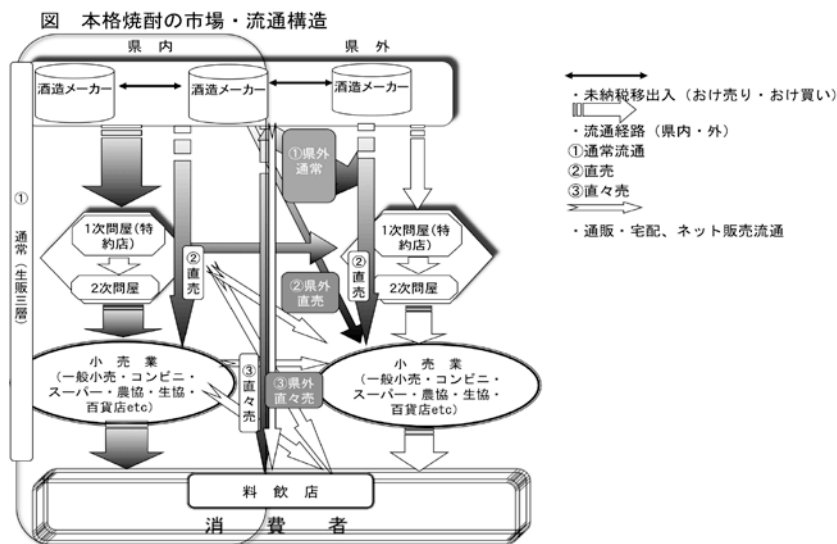 図 本格焼酎の市場・流通構造
県 内
県 外
酒造メーカー
酒造メーカー
酒造メーカー
①県外
通常
①
通常(生販三層)
1次問屋(特
約店)
2次問屋
②直売
②県外
直売
②直売
1次問屋(特
約店)
2次問屋
小 売 業
(一般小売・コンビニ・
スーパー・農協・生協・
百貨店etc)
③直々売
③県外
直々売
小 売 業
(一般小売・コンビニ・
スーパー・農協・生協・
百貨店etc)
料 飲 店
消 費 者
・未納税移出入(おけ売り・おけ買い)
・流通経路(県内・外)
①通常流通
②直売
③直々売
・通販・宅配、ネット販売流通